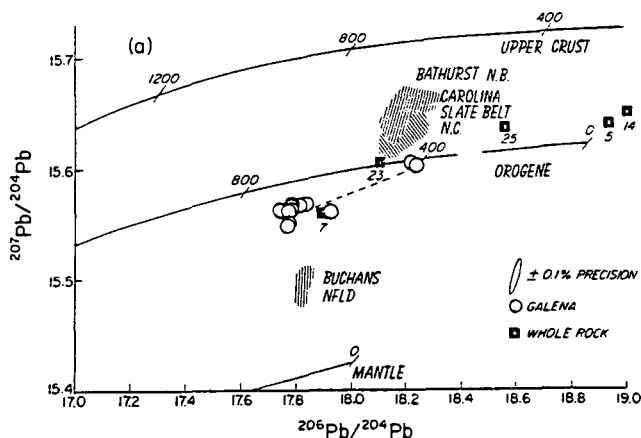 15.7
(a)
1200
800
400
UPPER CRUST
BATHURST N.B.
CAROLINA
SLATE BELT
N.C.
25
0
5
14
15.6
23
400
OROGENE
800
7
207Pb/204Pb
15.5
BUCHANS
NFLD
± 0.1% PRECISION
GALENA
WHOLE ROCK
0
MANTLE
15.4
17.0
17.2
17.4
17.6
17.8
18.0
18.2
18.4
18.6
18.8
19.0
206Pb/204Pb